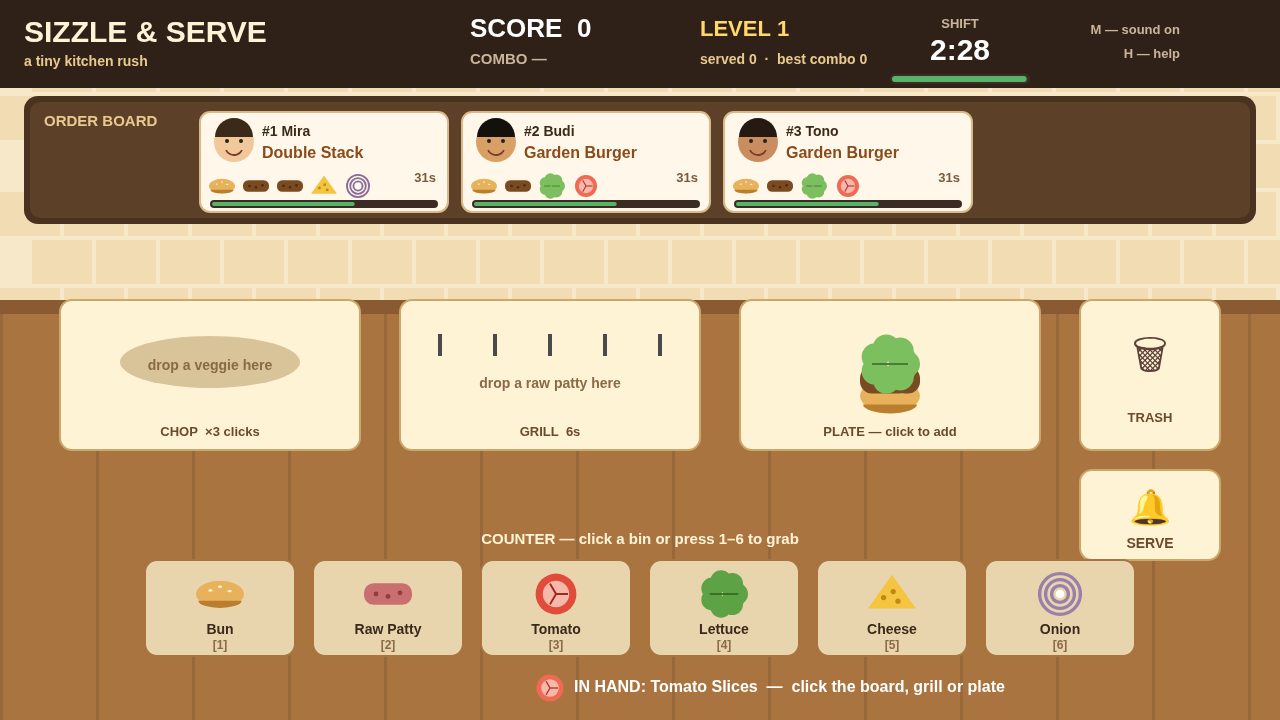 SIZZLE & SERVE
a tiny kitchen rush
SCORE 0
COMBO —
LEVEL 1
served 0 · best combo 0
SHIFT
2:28
M — sound on
H — help
ORDER BOARD
#1 Mira
Double Stack
31s
#2 Budi
Garden Burger
31s
#3 Tono
Garden Burger
31s
drop a veggie here
CHOP ×3 clicks
drop a raw patty here
GRILL 6s
PLATE — click to add
TRASH
SERVE
COUNTER — click a bin or press 1–6 to grab
Bun
[1]
Raw Patty
[2]
Tomato
[3]
Lettuce
[4]
Cheese
[5]
Onion
[6]
IN HAND: Tomato Slices — click the board, grill or plate